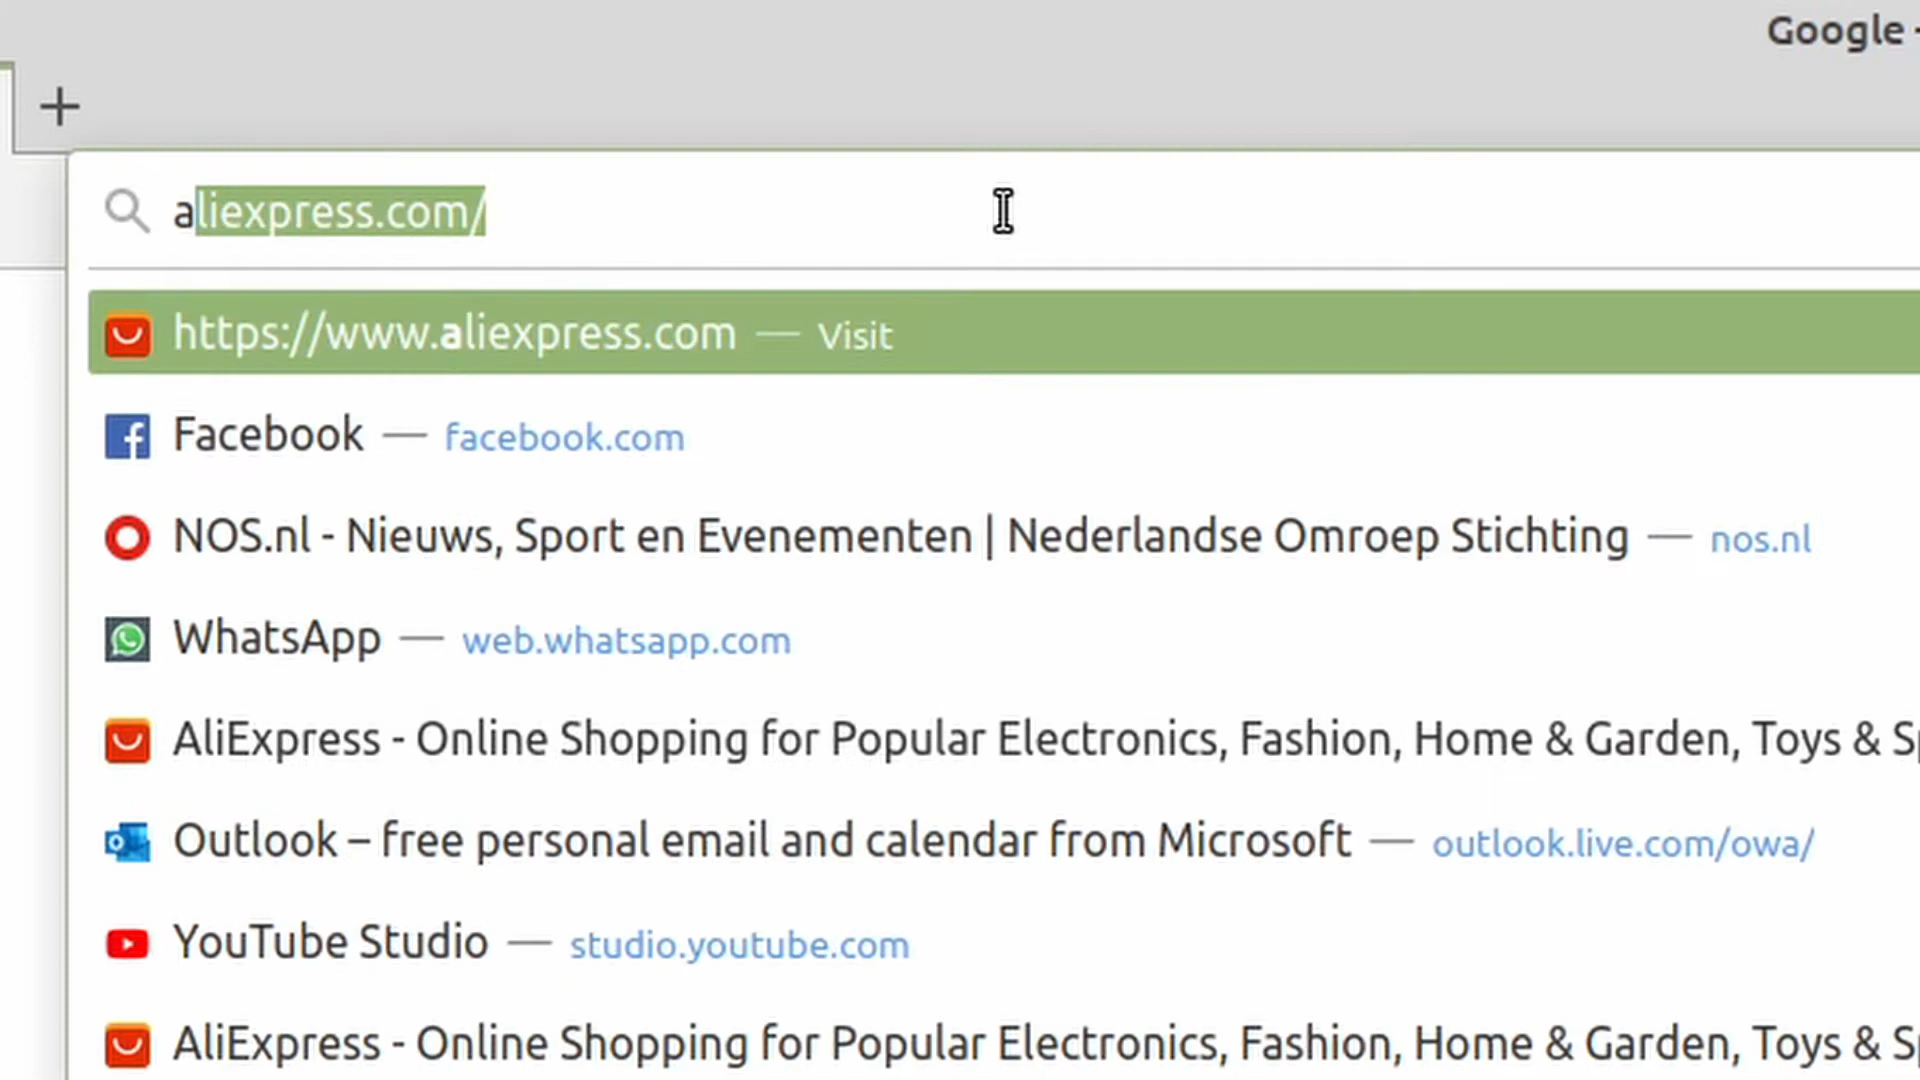 Google -
aliexpress.com/
https://www.aliexpress.com — Visit
Facebook — facebook.com
NOS.nl - Nieuws, Sport en Evenementen | Nederlandse Omroep Stichting — nos.nl
WhatsApp — web.whatsapp.com
AliExpress - Online Shopping for Popular Electronics, Fashion, Home & Garden, Toys &
Outlook – free personal email and calendar from Microsoft — outlook.live.com/owa/
YouTube Studio — studio.youtube.com
AliExpress - Online Shopping for Popular Electronics, Fashion, Home & Garden, Toys &